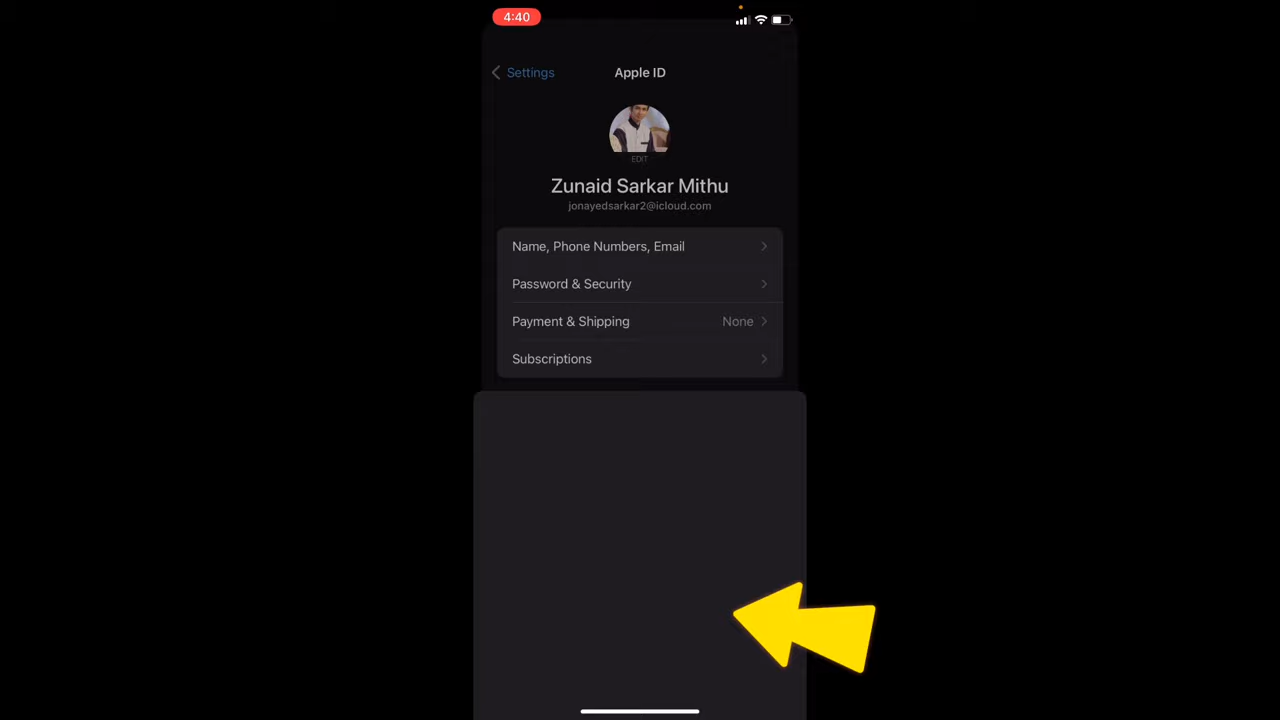 4:40
Settings
Apple ID
EDIT
Zunaid Sarkar Mithu
jonayedsarkar2@icloud.com
Name, Phone Numbers, Email
Password & Security
Payment & Shipping None
Subscriptions